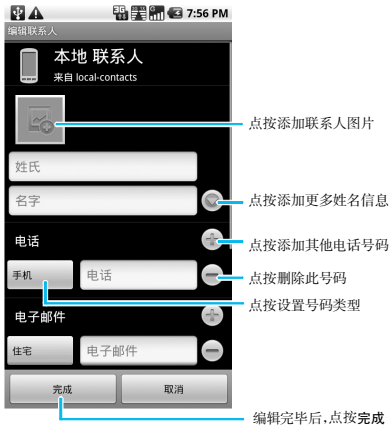 3G 7:56 PM
编辑联系人
本地 联系人
来自 local-contacts
点按添加联系人图片
姓氏
名字
点按添加更多姓名信息
电话
点按添加其他电话号码
手机 电话
点按删除此号码
点按设置号码类型
电子邮件
住宅 电子邮件
完成 取消
编辑完毕后,点按完成